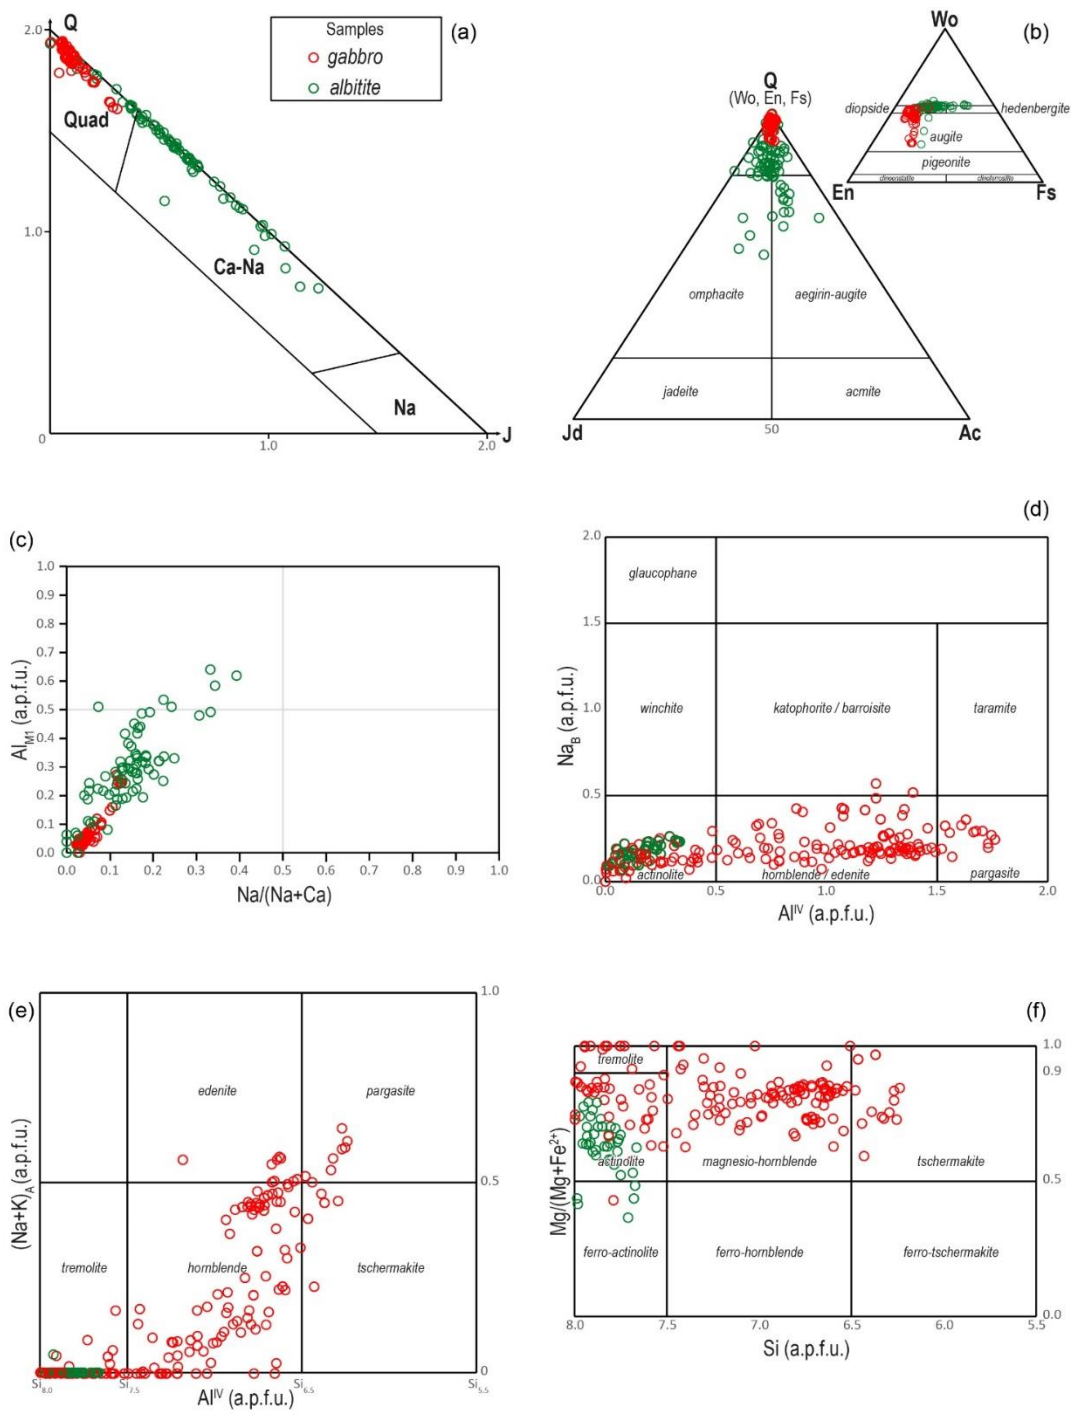 Q
2.0
Samples
gabbro
albitite
(a)
Quad
1.0
Ca-Na
Na
0
1.0
2.0
J
(b)
Wo
diopside
hedenbergite
augite
pigeonite
En
Fs
Q
(Wo, En, Fs)
omphacite
aegirin-augite
jadeite
acmite
Jd
50
Ac
(c)
1.0
0.9
0.8
0.7
0.6
0.5
0.4
0.3
0.2
0.1
0.0
AlM1 (a.p.f.u.)
0.0 0.1 0.2 0.3 0.4 0.5 0.6 0.7 0.8 0.9 1.0
Na/(Na+Ca)
(d)
2.0
1.5
1.0
0.5
0.0
NaB (a.p.f.u.)
glaucophane
winchite
katophorite / barroisite
taramite
actinolite
hornblende / edenite
pargasite
0.0 0.5 1.0 1.5 2.0
AlIV (a.p.f.u.)
(e)
1.0
0.5
0
(Na+K)A (a.p.f.u.)
edenite
pargasite
tremolite
hornblende
tschermakite
Si8.0 Si7.5 Si6.5 Si5.5
AlIV (a.p.f.u.)
(f)
1.0
0.9
0.5
0.0
Mg/(Mg+Fe2+)
tremolite
actinolite
magnesio-hornblende
tschermakite
ferro-actinolite
ferro-hornblende
ferro-tschermakite
8.0 7.5 7.0 6.5 6.0 5.5
Si (a.p.f.u.)